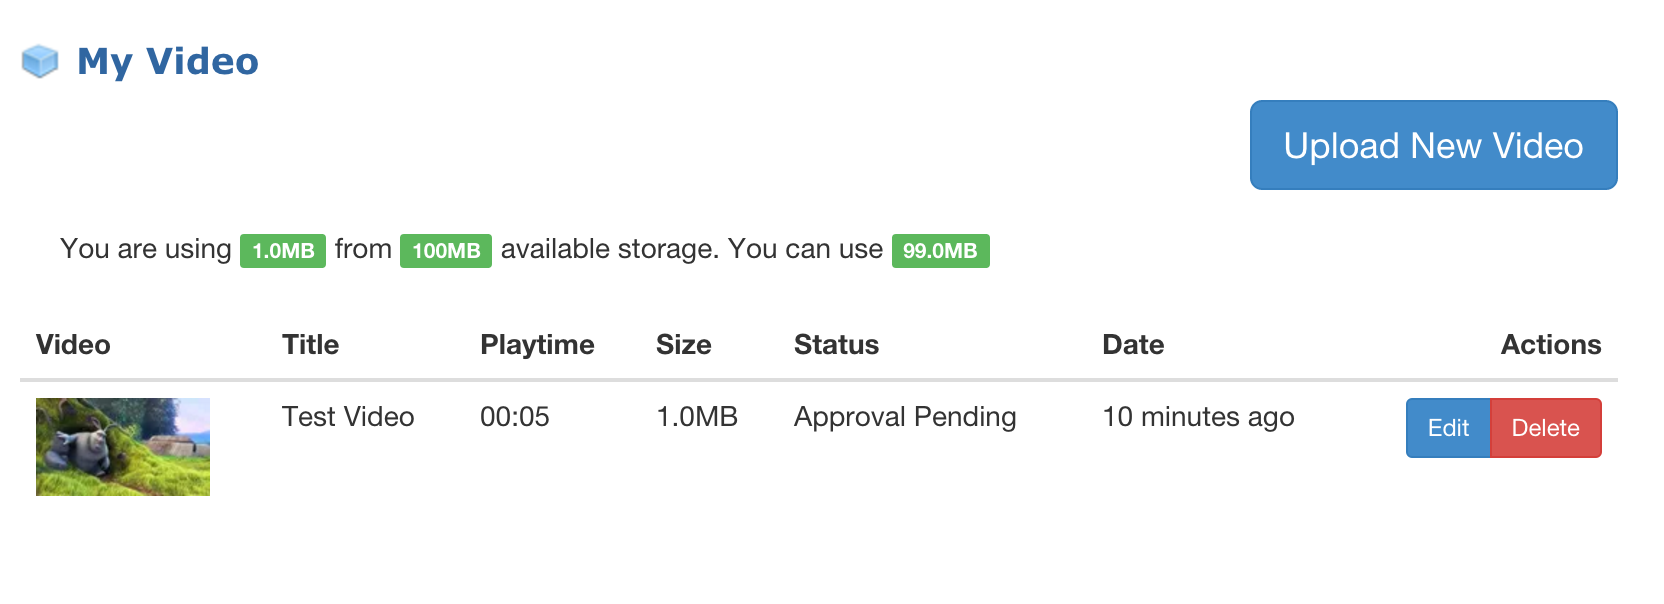 My Video
Upload New Video
You are using 1.0MB from 100MB available storage. You can use 99.0MB
Video Title Playtime Size Status Date Actions
Test Video 00:05 1.0MB Approval Pending 10 minutes ago Edit Delete